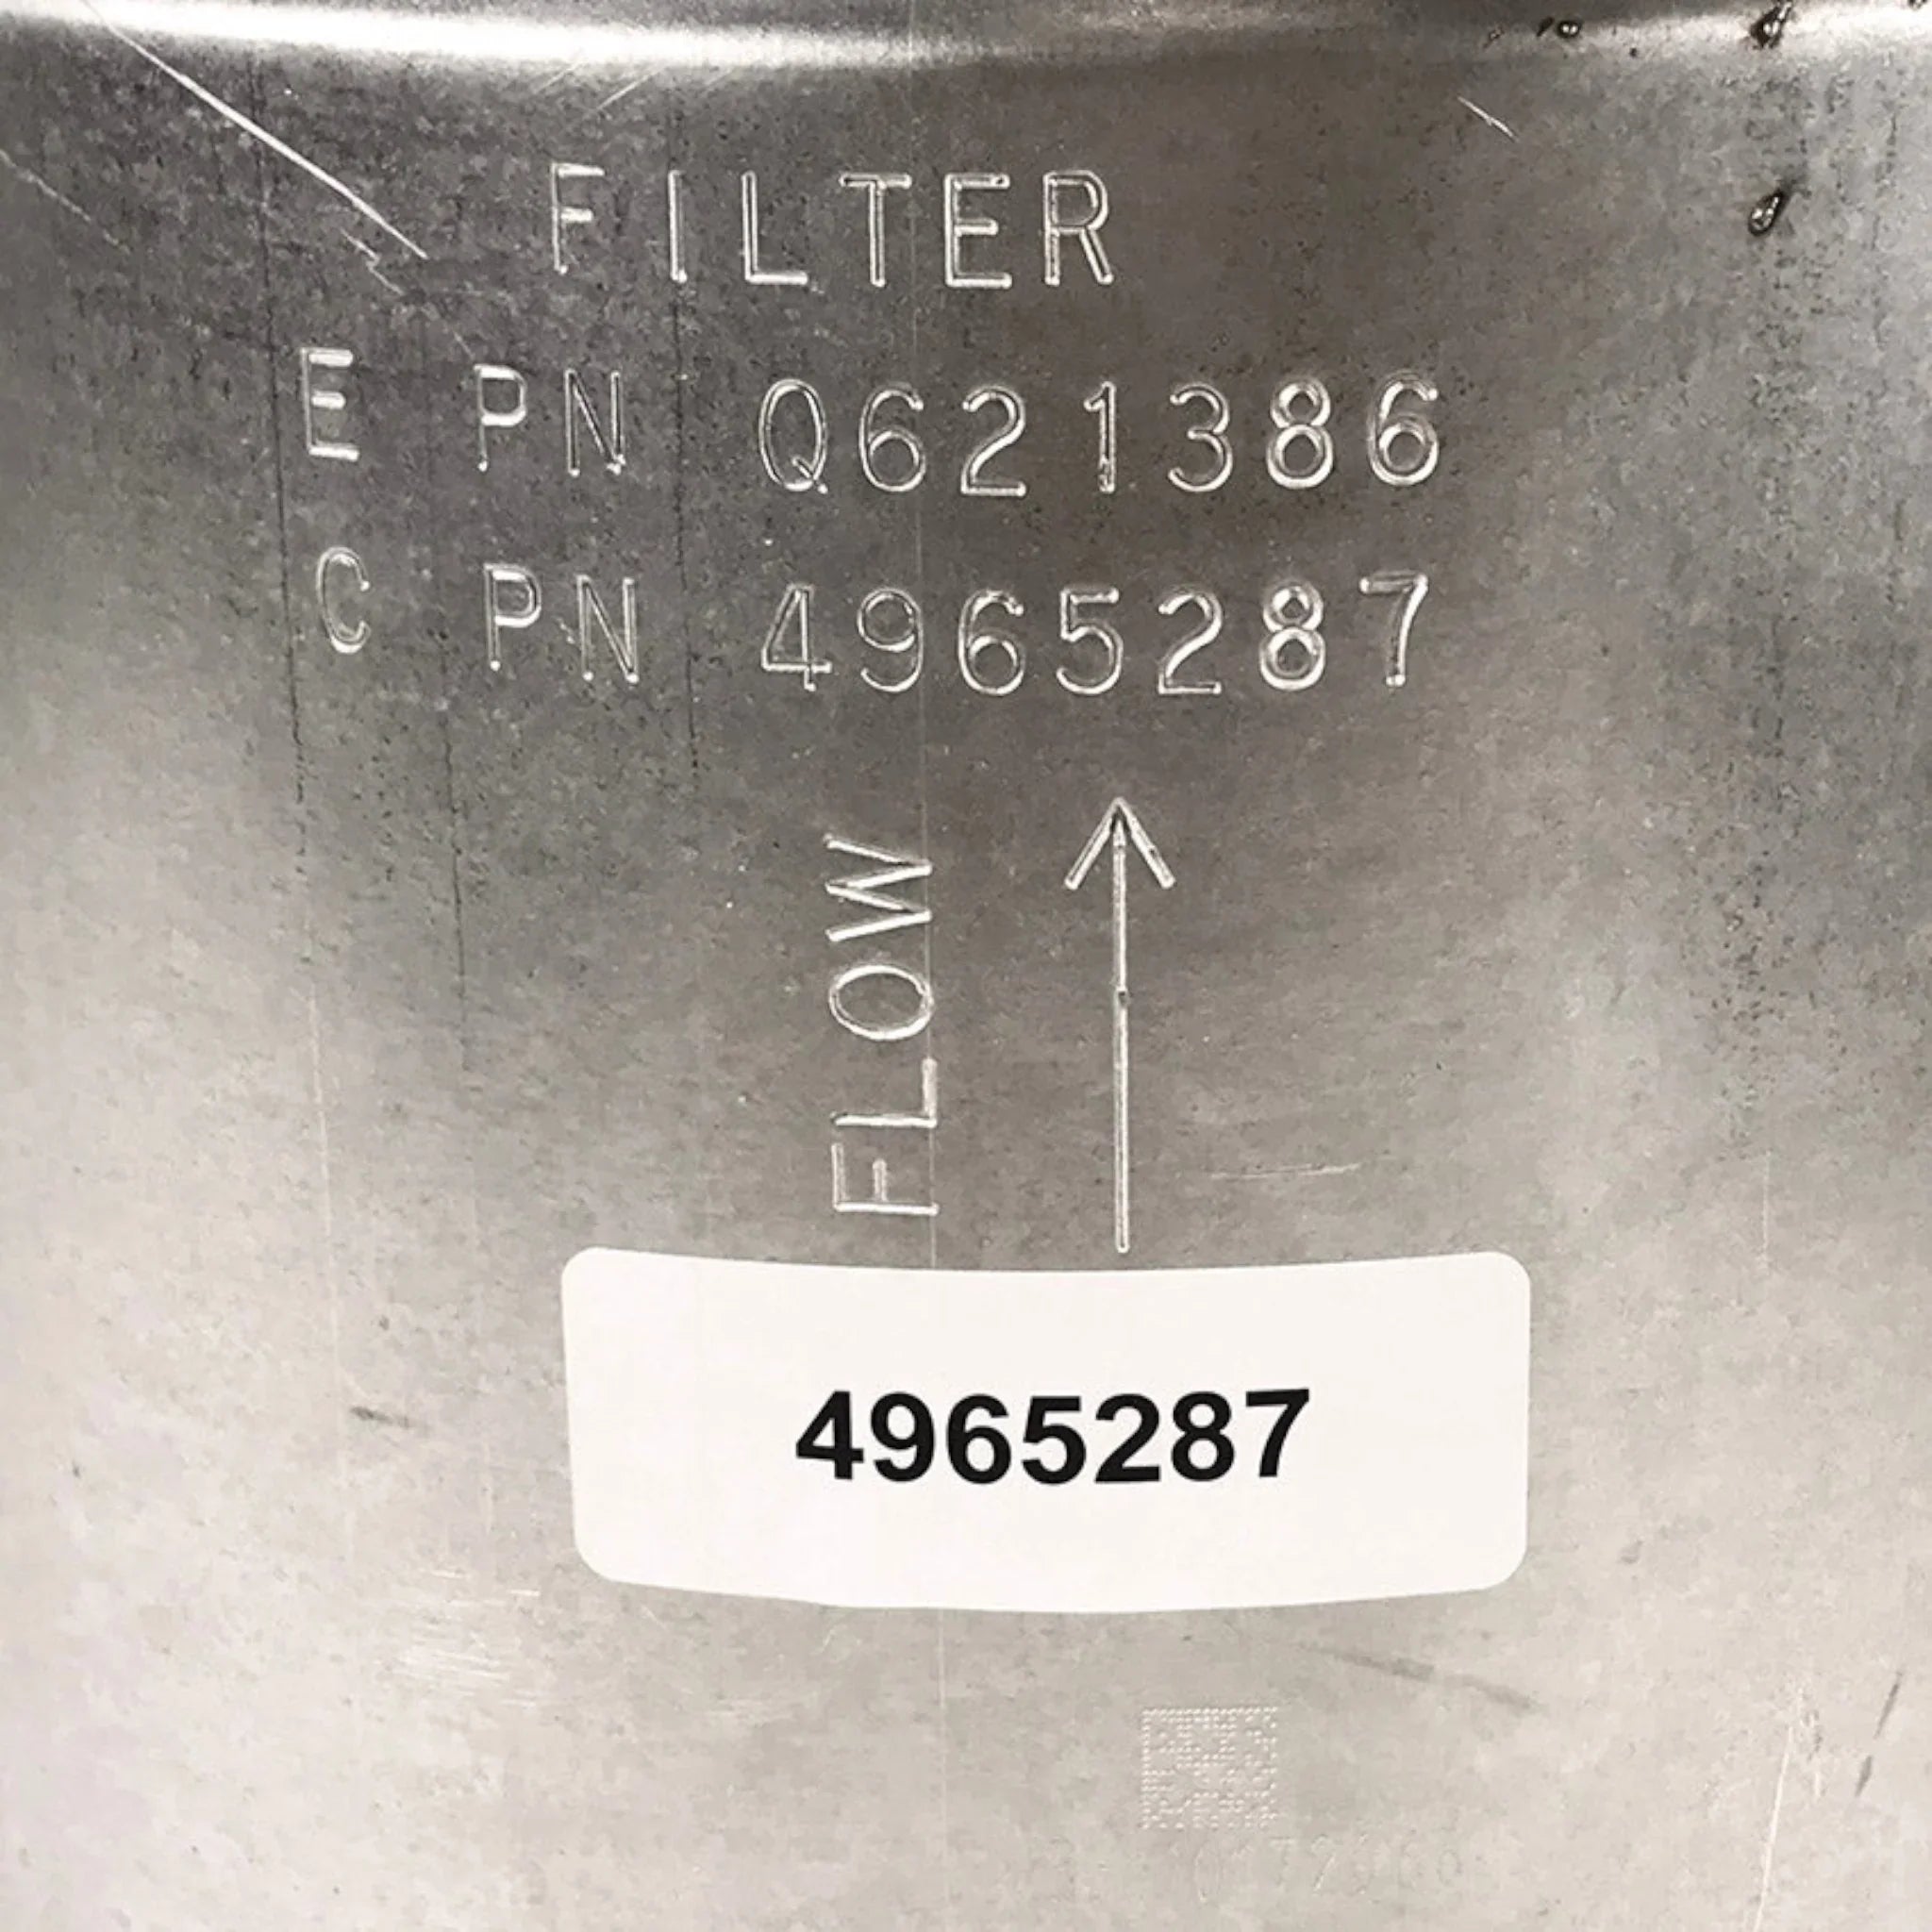 FILTER
E PN Q621386
C PN 4965287
FLOW
4965287